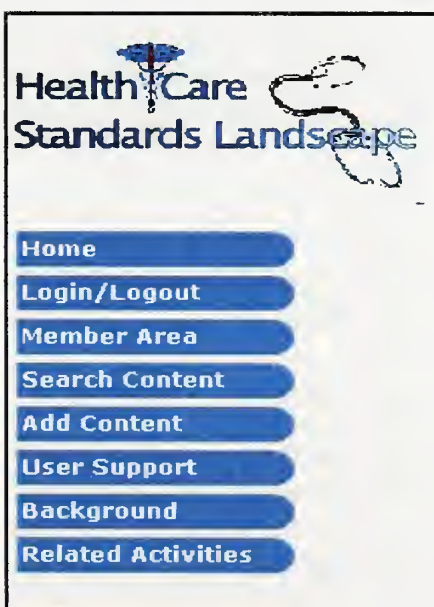 Health Care
Standards Landscape
Home
Login/Logout
Member Area
Search Content
Add Content
User Support
Background
Related Activities